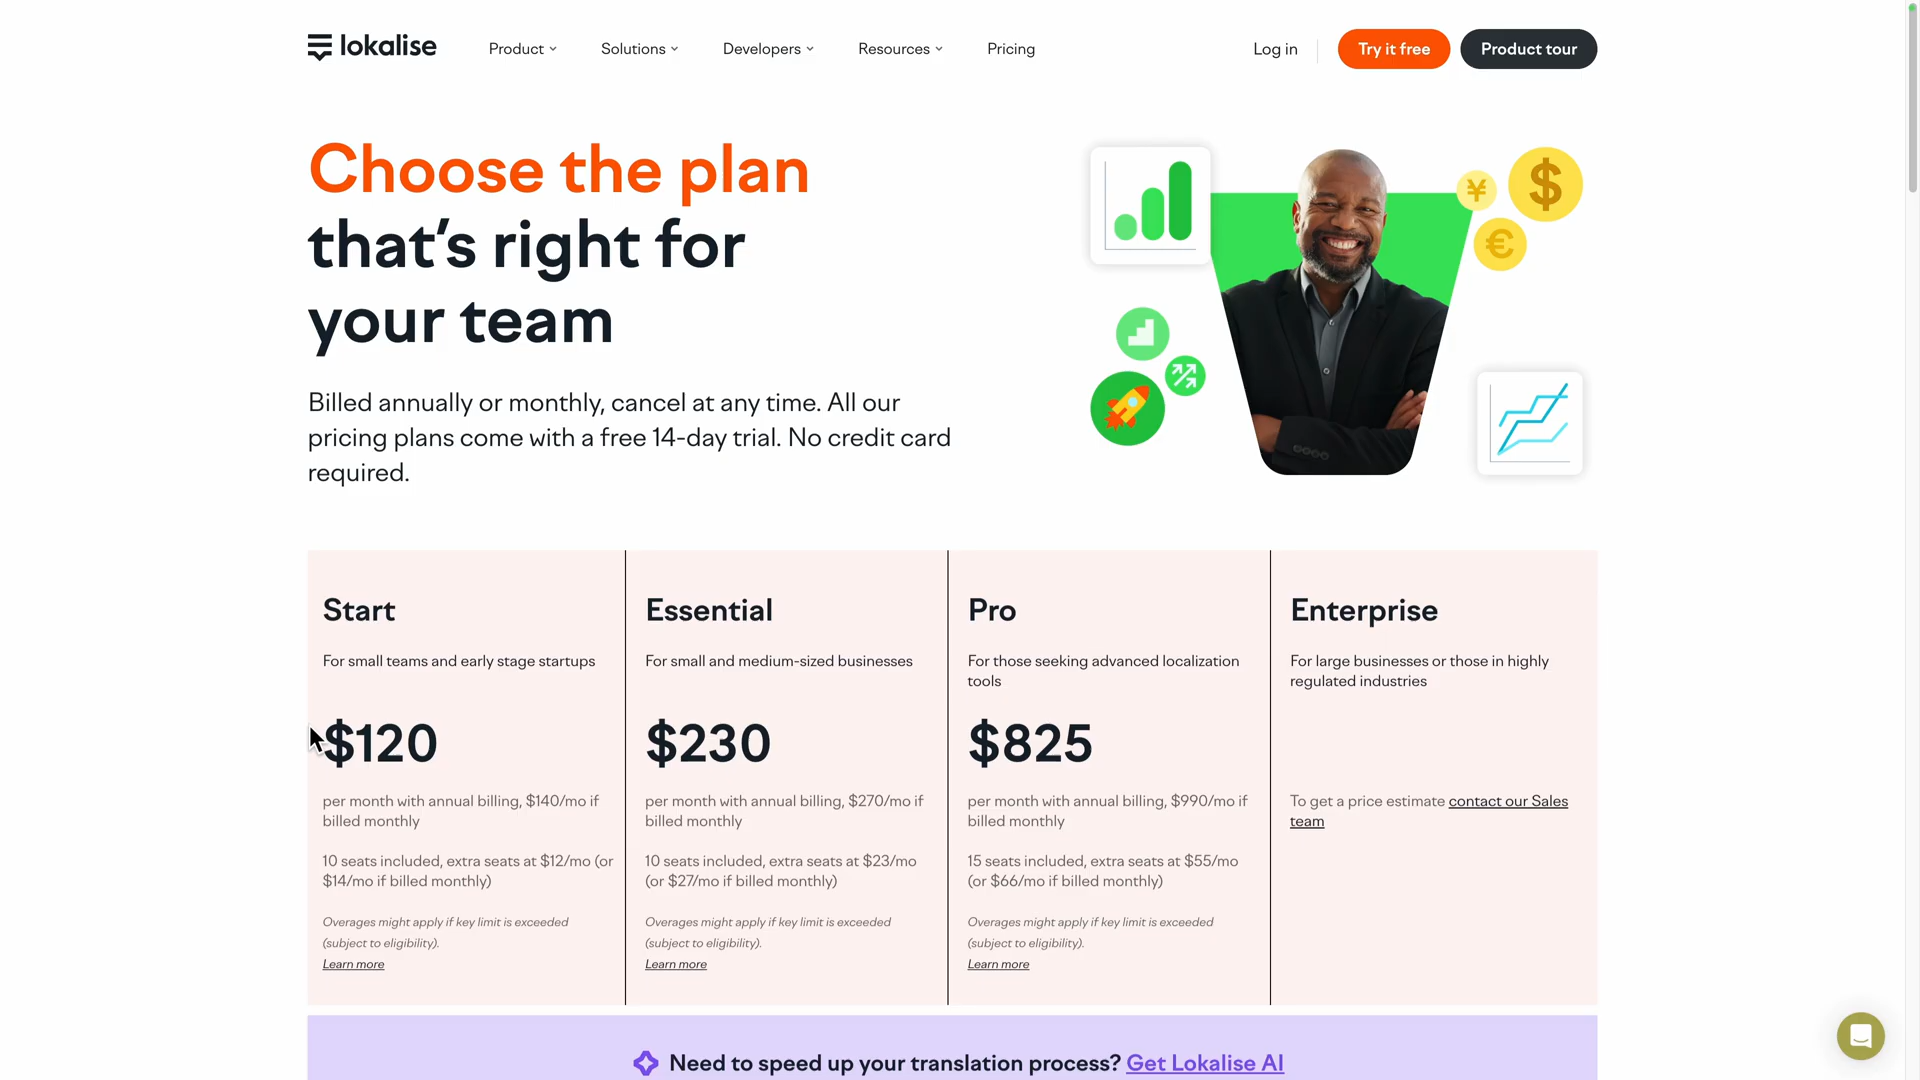 lokalise
Product
Solutions
Developers
Resources
Pricing
Log in
Try it free
Product tour
Choose the plan
that’s right for
your team
Billed annually or monthly, cancel at any time. All our
pricing plans come with a free 14-day trial. No credit card
required.
¥
$
€
Start
For small teams and early stage startups
$120
per month with annual billing, $140/mo if
billed monthly
10 seats included, extra seats at $12/mo (or
$14/mo if billed monthly)
Overages might apply if key limit is exceeded
(subject to eligibility).
Learn more
Essential
For small and medium-sized businesses
$230
per month with annual billing, $270/mo if
billed monthly
10 seats included, extra seats at $23/mo
(or $27/mo if billed monthly)
Overages might apply if key limit is exceeded
(subject to eligibility).
Learn more
Pro
For those seeking advanced localization
tools
$825
per month with annual billing, $990/mo if
billed monthly
15 seats included, extra seats at $55/mo
(or $66/mo if billed monthly)
Overages might apply if key limit is exceeded
(subject to eligibility).
Learn more
Enterprise
For large businesses or those in highly
regulated industries
To get a price estimate contact our Sales
team
Need to speed up your translation process? Get Lokalise AI